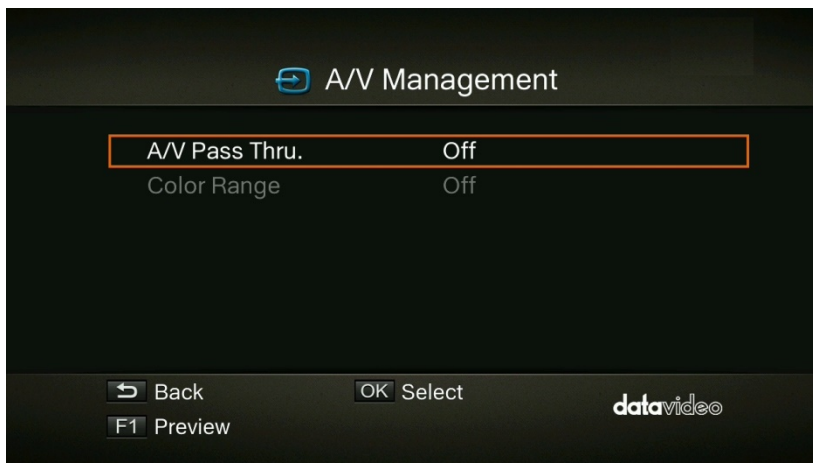 A/V Management
A/V Pass Thru. Off
Color Range Off
Back OK Select
F1 Preview
datavideo